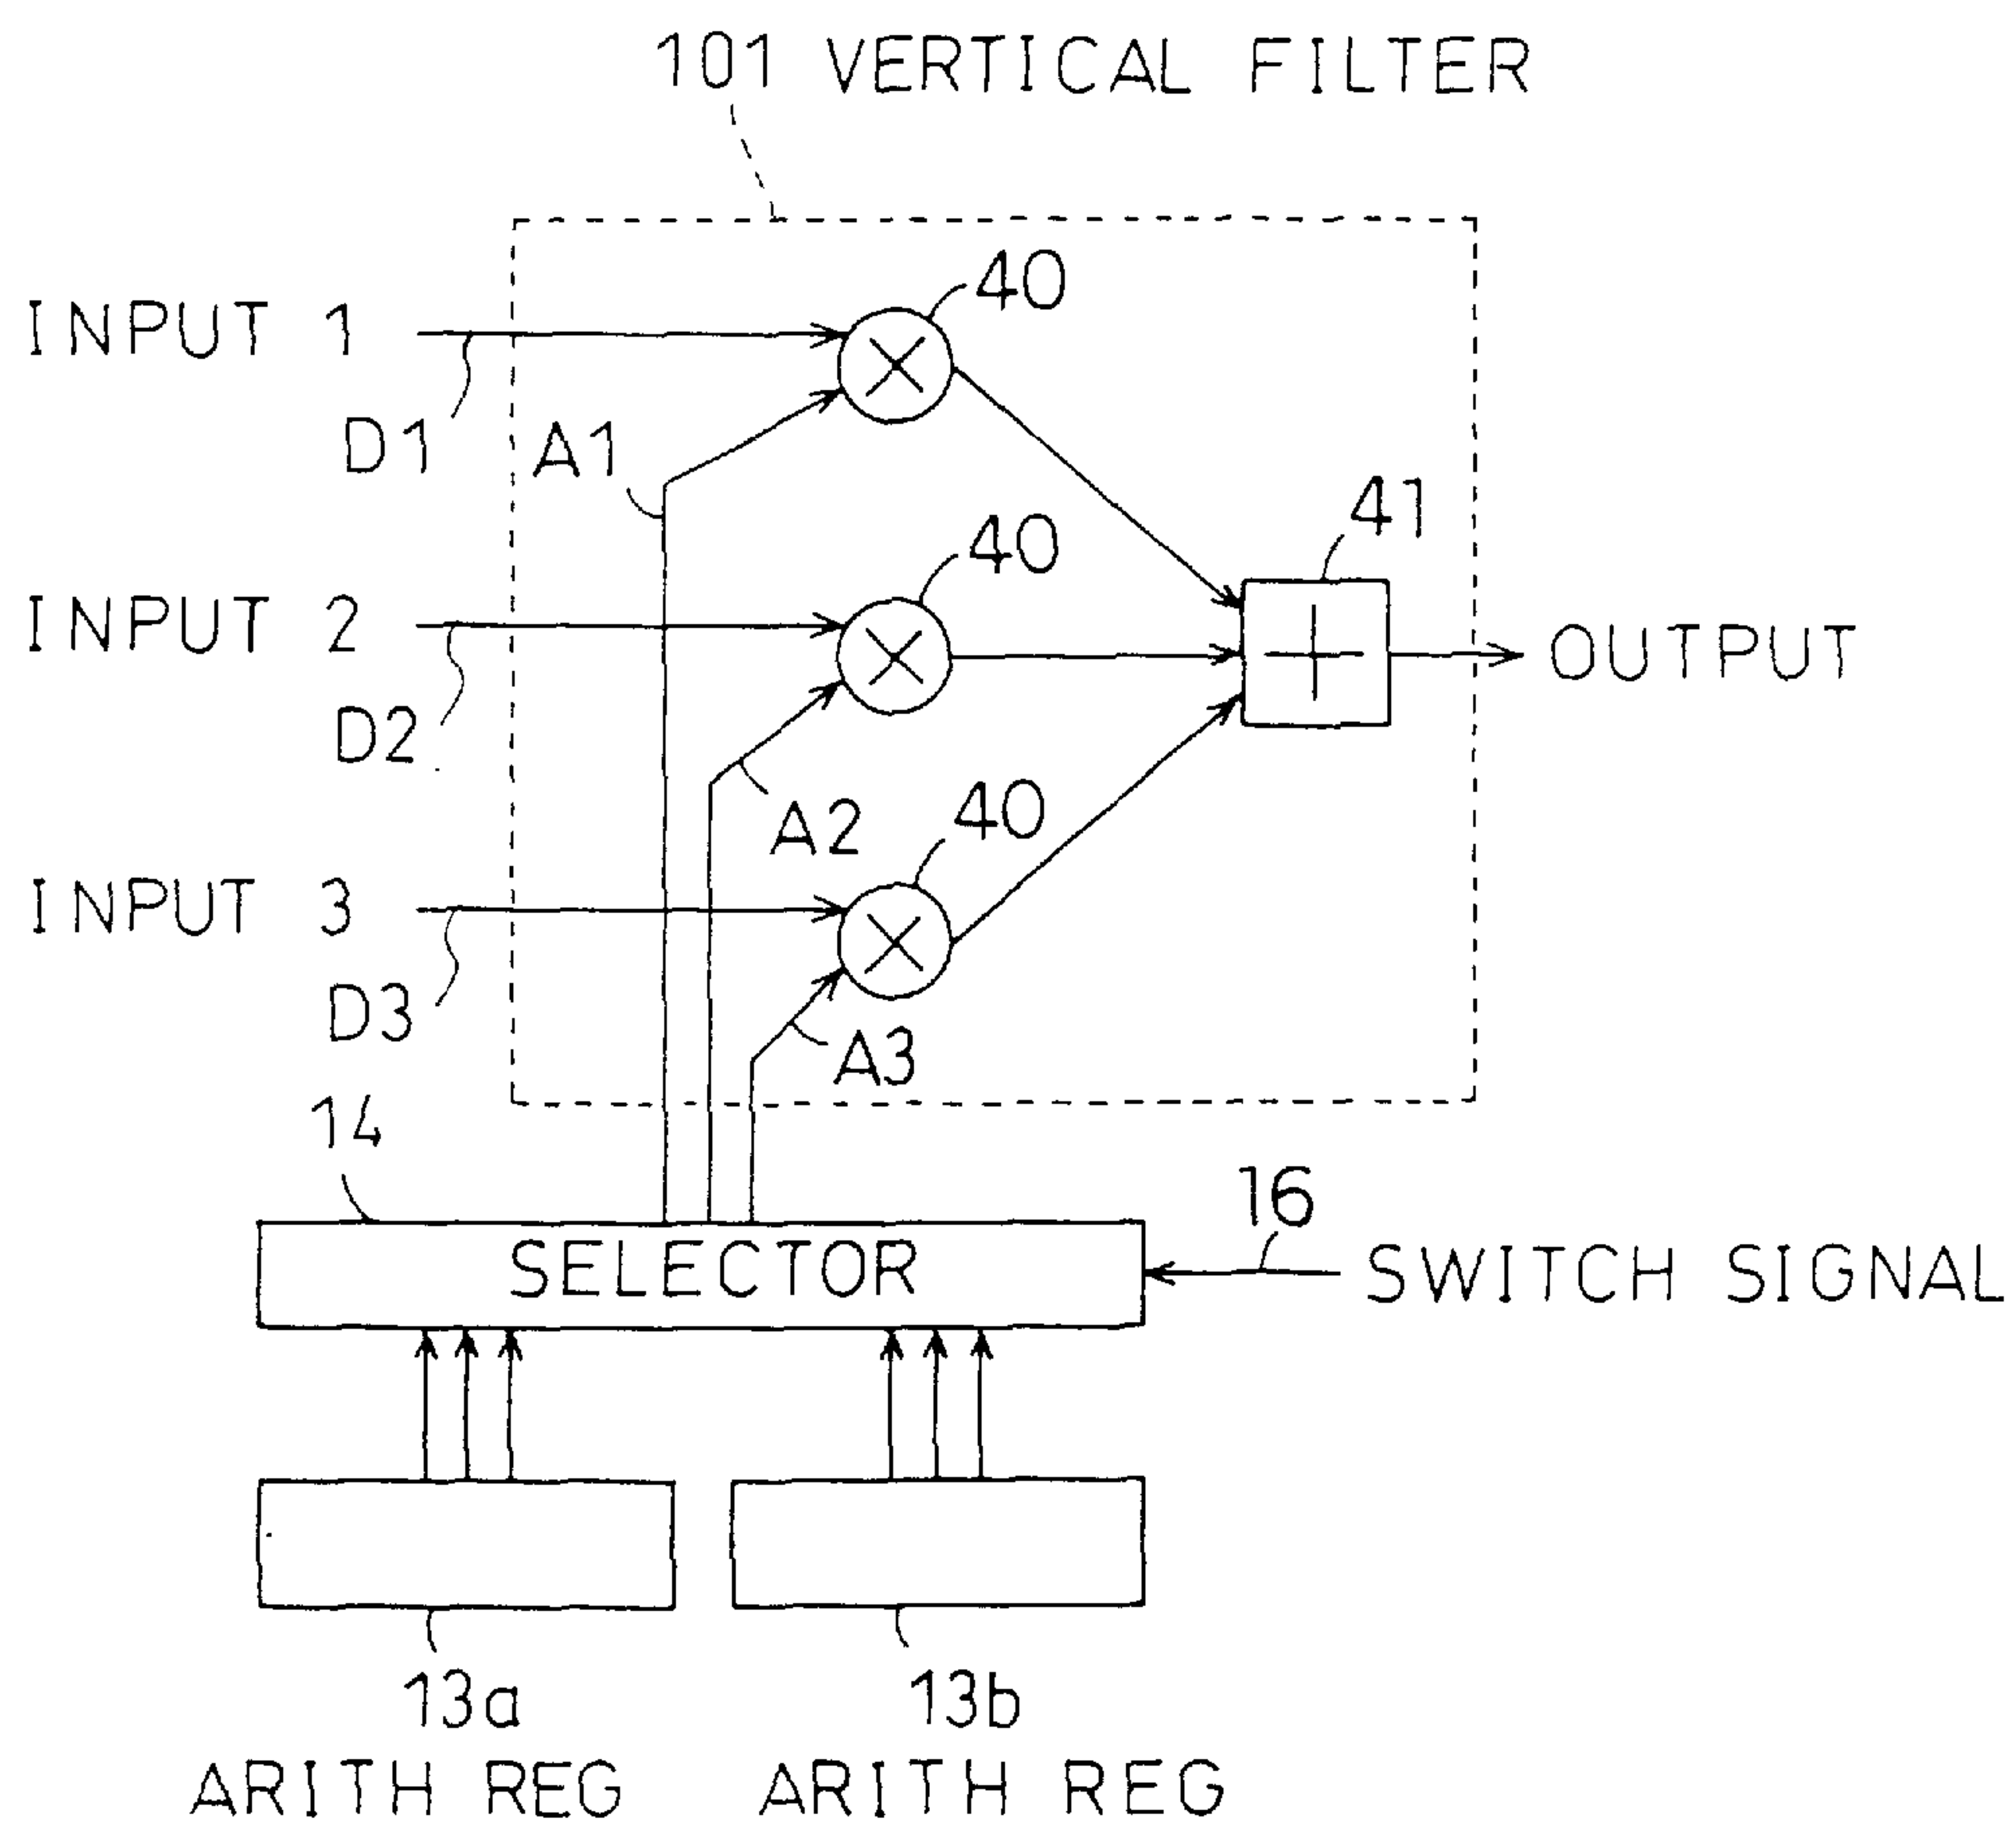 101 VERTICAL FILTER
40
INPUT 1
D1
A1
41
40
INPUT 2
OUTPUT
D2
A2
40
INPUT 3
D3
A3
14
16
SELECTOR
SWITCH SIGNAL
13a
13b
ARITH REG
ARITH REG